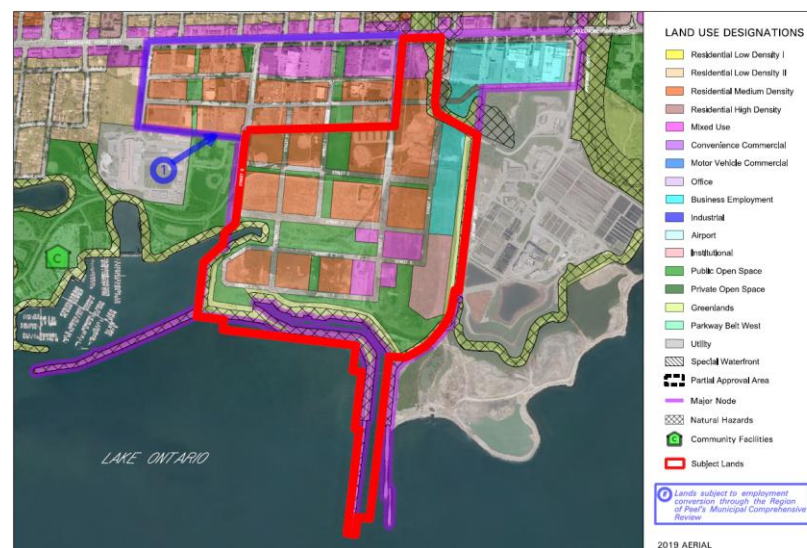 LAND USE DESIGNATIONS
Residential Low Density I
Residential Low Density II
Residential Medium Density
Residential High Density
Mixed Use
Convenience Commercial
Motor Vehicle Commercial
Office
Business Employment
Industrial
Airport
Institutional
Public Open Space
Private Open Space
Greenlands
Parkway Belt West
Utility
Special Waterfront
Partial Approval Area
Major Node
Natural Hazards
C Community Facilities
Subject Lands
# Lands subject to employment
conversion through the Region
of Peel's Municipal Comprehensive
Review
2019 AERIAL
1
C
LAKE ONTARIO